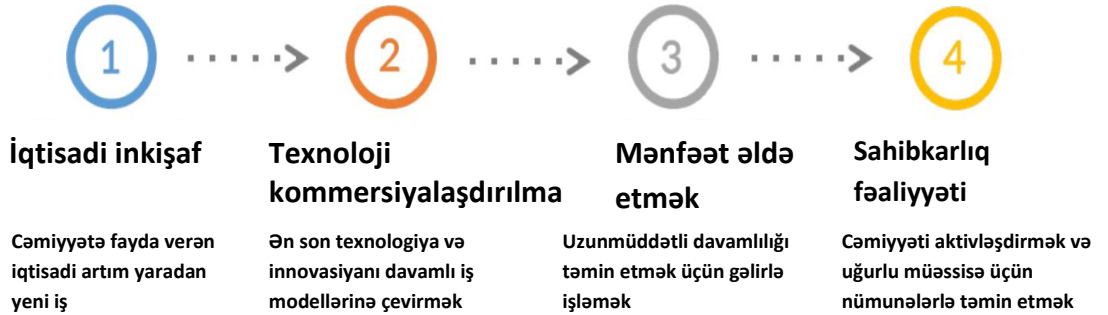 1
2
3
4
İqtisadi inkişaf
Texnoloji
kommersiyalaşdırılma
Mənfəət əldə
etmək
Sahibkarlıq
fəaliyyəti
Cəmiyyətə fayda verən
iqtisadi artım yaradan
yeni iş
Ən son texnologiya və
innovasiyanı davamlı iş
modellərinə çevirmək
Uzunmüddətli davamlılığı
təmin etmək üçün gəlirlə
işləmək
Cəmiyyəti aktivləşdirmək və
uğurlu müəssisə üçün
nümunələrlə təmin etmək